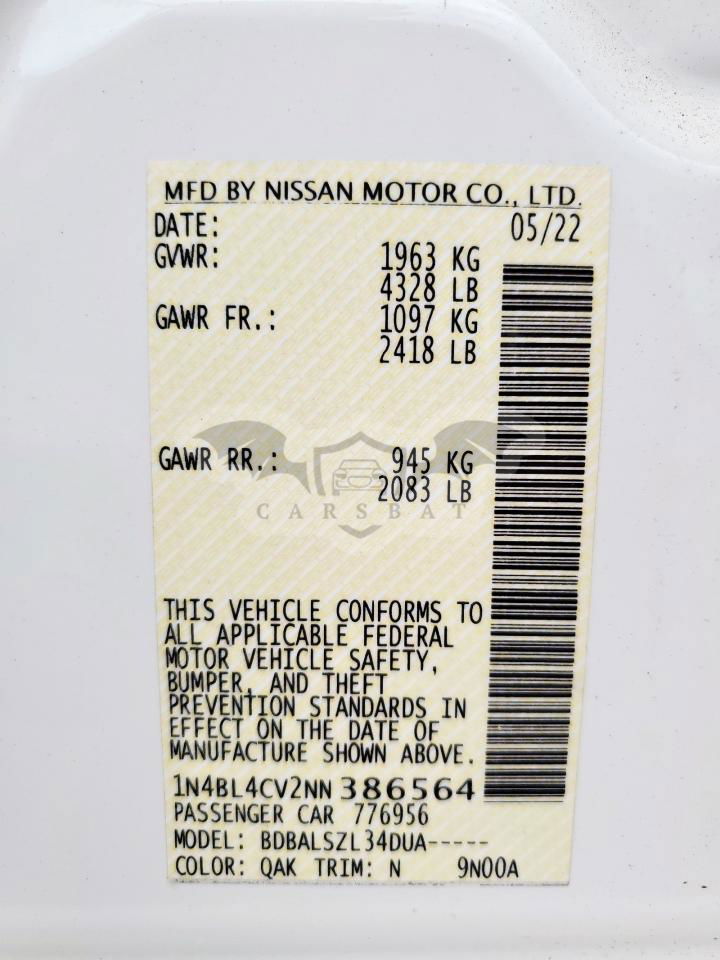 MFD BY NISSAN MOTOR CO., LTD.
DATE: 05/22
GVWR: 1963 KG
4328 LB
GAWR FR.: 1097 KG
2418 LB
GAWR RR.: 945 KG
2083 LB
CARSBAT
THIS VEHICLE CONFORMS TO
ALL APPLICABLE FEDERAL
MOTOR VEHICLE SAFETY,
BUMPER, AND THEFT
PREVENTION STANDARDS IN
EFFECT ON THE DATE OF
MANUFACTURE SHOWN ABOVE.
1N4BL4CV2NN386564
PASSENGER CAR 776956
MODEL: BDBALSZL34DUA-----
COLOR: QAK TRIM: N 9N00A